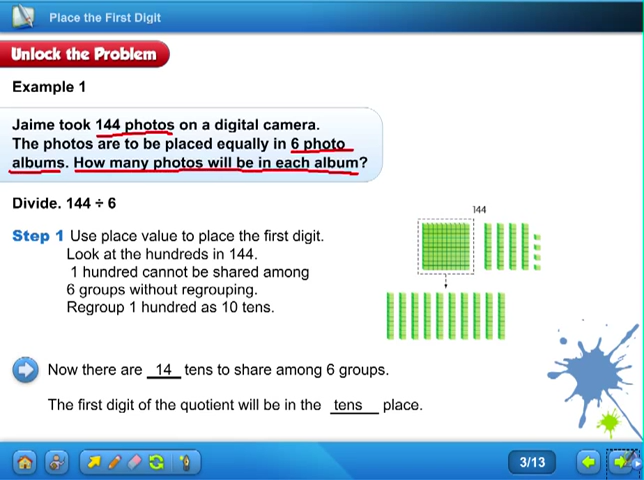 Place the First Digit
Unlock the Problem
Example 1
Jaime took 144 photos on a digital camera.
The photos are to be placed equally in 6 photo
albums. How many photos will be in each album?
Divide. 144 ÷ 6
144
Step 1 Use place value to place the first digit.
Look at the hundreds in 144.
1 hundred cannot be shared among
6 groups without regrouping.
Regroup 1 hundred as 10 tens.
Now there are 14 tens to share among 6 groups.
The first digit of the quotient will be in the tens place.
3/13